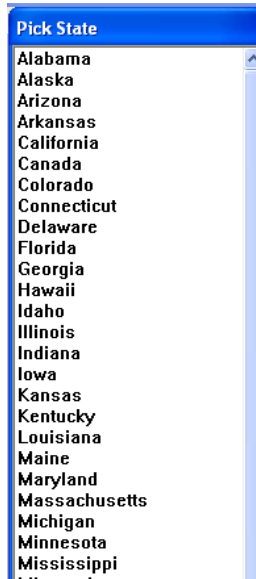 Pick State
Alabama
Alaska
Arizona
Arkansas
California
Canada
Colorado
Connecticut
Delaware
Florida
Georgia
Hawaii
Idaho
Illinois
Indiana
Iowa
Kansas
Kentucky
Louisiana
Maine
Maryland
Massachusetts
Michigan
Minnesota
Mississippi